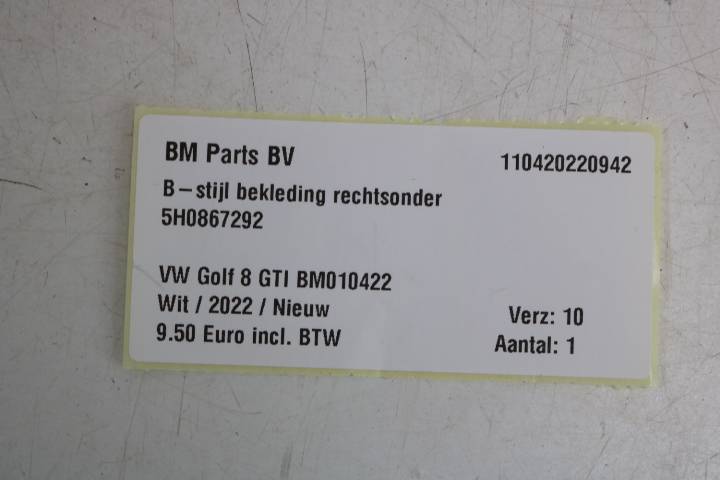 BM Parts BV 110420220942
B-stijl bekleding rechtsonder
5H0867292
VW Golf 8 GTI BM010422
Wit / 2022 / Nieuw Verz: 10
9.50 Euro incl. BTW Aantal: 1